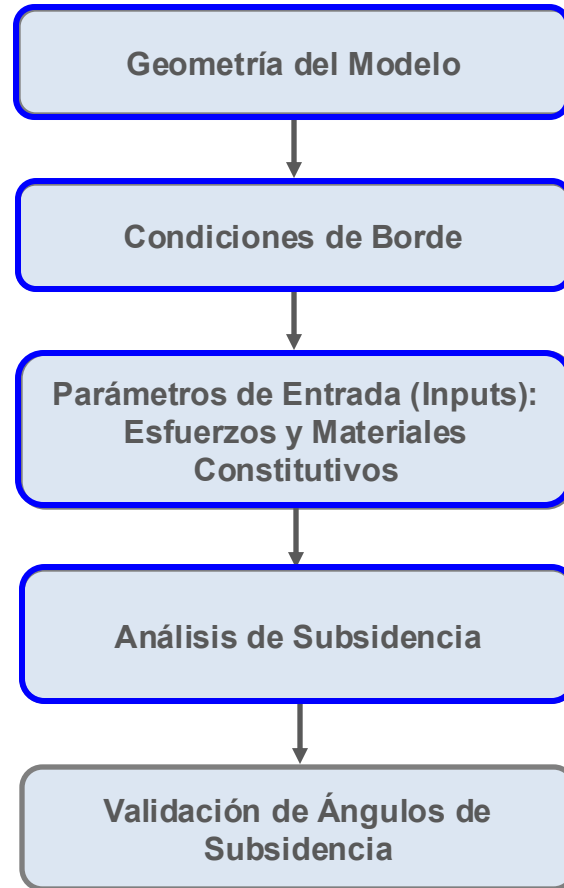 Geometría del Modelo
Condiciones de Borde
Parámetros de Entrada (Inputs):
Esfuerzos y Materiales
Constitutivos
Análisis de Subsidencia
Validación de Ángulos de
Subsidencia